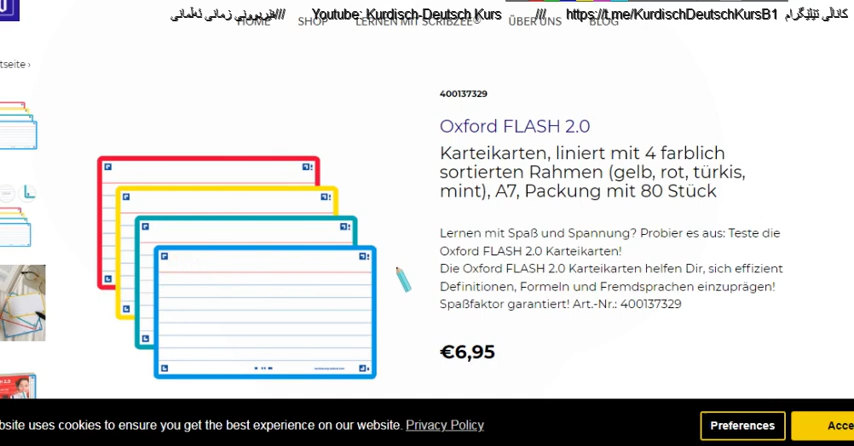 فێربوونی زمانی ئەڵمانی/// Youtube: Kurdisch-Deutsch Kurs /// https://t.me/KurdischDeutschKursB1 کاناڵی تێلیگرام
HOME SHOP LERNEN MIT SCRIBZEE® ÜBER UNS BLOG
tseite ›
400137329
Oxford FLASH 2.0
Karteikarten, liniert mit 4 farblich
sortierten Rahmen (gelb, rot, türkis,
mint), A7, Packung mit 80 Stück
Lernen mit Spaß und Spannung? Probier es aus: Teste die
Oxford FLASH 2.0 Karteikarten!
Die Oxford FLASH 2.0 Karteikarten helfen Dir, sich effizient
Definitionen, Formeln und Fremdsprachen einzuprägen!
Spaßfaktor garantiert! Art.-Nr.: 400137329
€6,95
bsite uses cookies to ensure you get the best experience on our website. Privacy Policy
Preferences
Acce